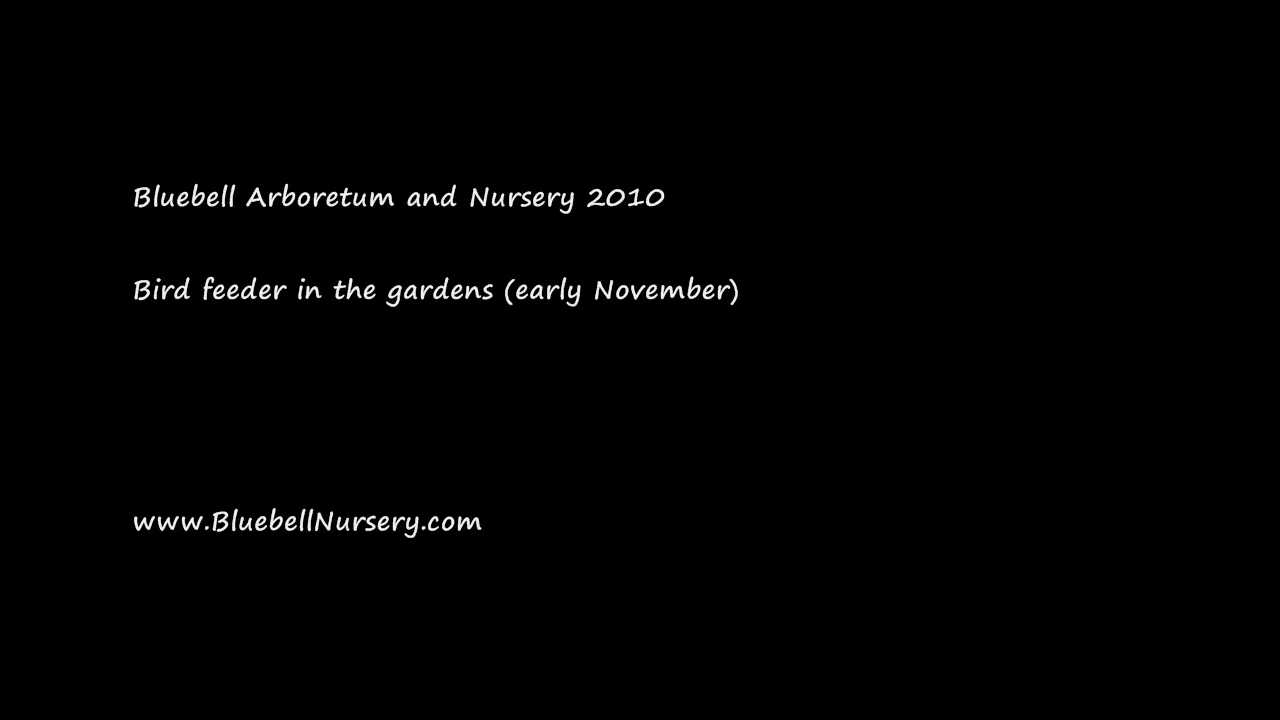 Bluebell Arboretum and Nursery 2010
Bird feeder in the gardens (early November)
www.BluebellNursery.com